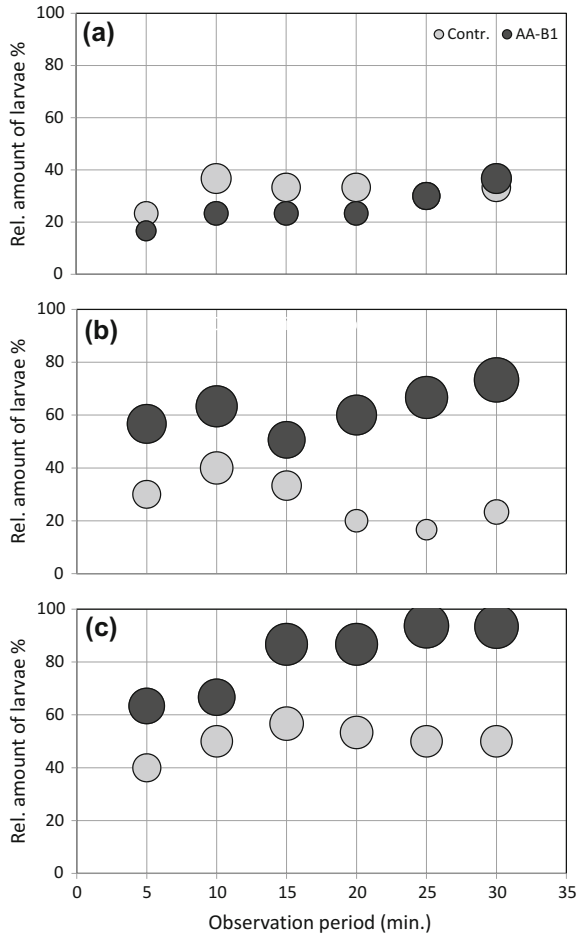 (a)
Contr. AA-B1
Rel. amount of larvae %
100
80
60
40
20
0
(b)
Rel. amount of larvae %
100
80
60
40
20
0
(c)
Rel. amount of larvae %
100
80
60
40
20
0
0 5 10 15 20 25 30 35
Observation period (min.)